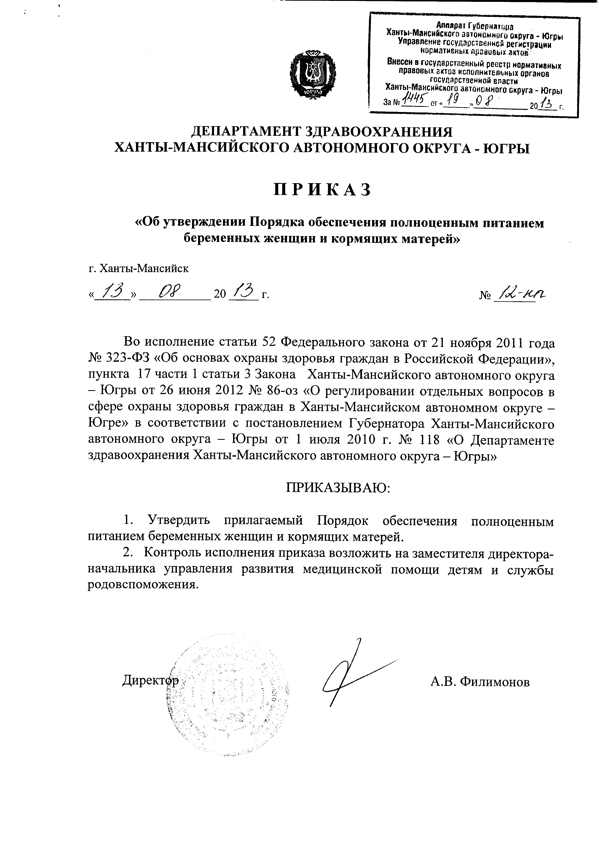 Аппарат Губернатора
Ханты-Мансийского автономного округа - Югры
Управление государственной регистрации
нормативных правовых актов
Внесен в государственный реестр нормативных
правовых актов исполнительных органов
государственной власти
Ханты-Мансийского автономного округа - Югры
За № 1445 от « 19 » 08 2013 г.
ДЕПАРТАМЕНТ ЗДРАВООХРАНЕНИЯ
ХАНТЫ-МАНСИЙСКОГО АВТОНОМНОГО ОКРУГА - ЮГРЫ
П Р И К А З
«Об утверждении Порядка обеспечения полноценным питанием
беременных женщин и кормящих матерей»
г. Ханты-Мансийск
« 13 » 08 20 13 г. № 12-нп
Во исполнение статьи 52 Федерального закона от 21 ноября 2011 года
№ 323-ФЗ «Об основах охраны здоровья граждан в Российской Федерации»,
пункта 17 части 1 статьи 3 Закона Ханты-Мансийского автономного округа
– Югры от 26 июня 2012 № 86-оз «О регулировании отдельных вопросов в
сфере охраны здоровья граждан в Ханты-Мансийском автономном округе –
Югре» в соответствии с постановлением Губернатора Ханты-Мансийского
автономного округа – Югры от 1 июля 2010 г. № 118 «О Департаменте
здравоохранения Ханты-Мансийского автономного округа – Югры»
ПРИКАЗЫВАЮ:
1. Утвердить прилагаемый Порядок обеспечения полноценным
питанием беременных женщин и кормящих матерей.
2. Контроль исполнения приказа возложить на заместителя директора-
начальника управления развития медицинской помощи детям и службы
родовспоможения.
Директор А.В. Филимонов